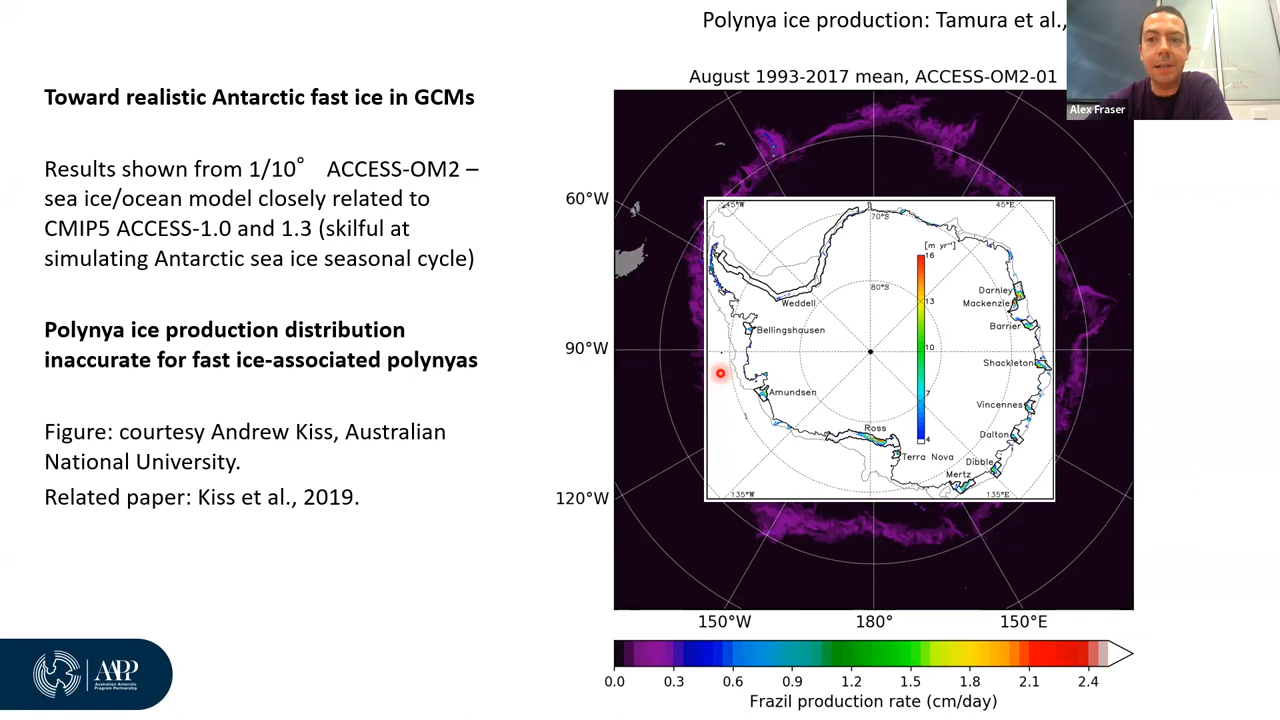 Polynya ice production: Tamura et al.,
Alex Fraser
Toward realistic Antarctic fast ice in GCMs
Results shown from 1/10° ACCESS-OM2 –
sea ice/ocean model closely related to
CMIP5 ACCESS-1.0 and 1.3 (skilful at
simulating Antarctic sea ice seasonal cycle)
Polynya ice production distribution
inaccurate for fast ice-associated polynyas
Figure: courtesy Andrew Kiss, Australian
National University.
Related paper: Kiss et al., 2019.
AAPP
Australian Antarctic
Program Partnership
August 1993-2017 mean, ACCESS-OM2-01
60°W
90°W
120°W
45°W
70°S
45°E
[m yr⁻¹]
16
13
10
7
4
80°S
Weddell
Bellingshausen
Amundsen
Ross
Terra Nova
Darnley
Mackenzie
Barrier
Shackleton
Vincennes
Dalton
Dibble
Mertz
135°W
135°E
150°W 180° 150°E
0.0 0.3 0.6 0.9 1.2 1.5 1.8 2.1 2.4
Frazil production rate (cm/day)